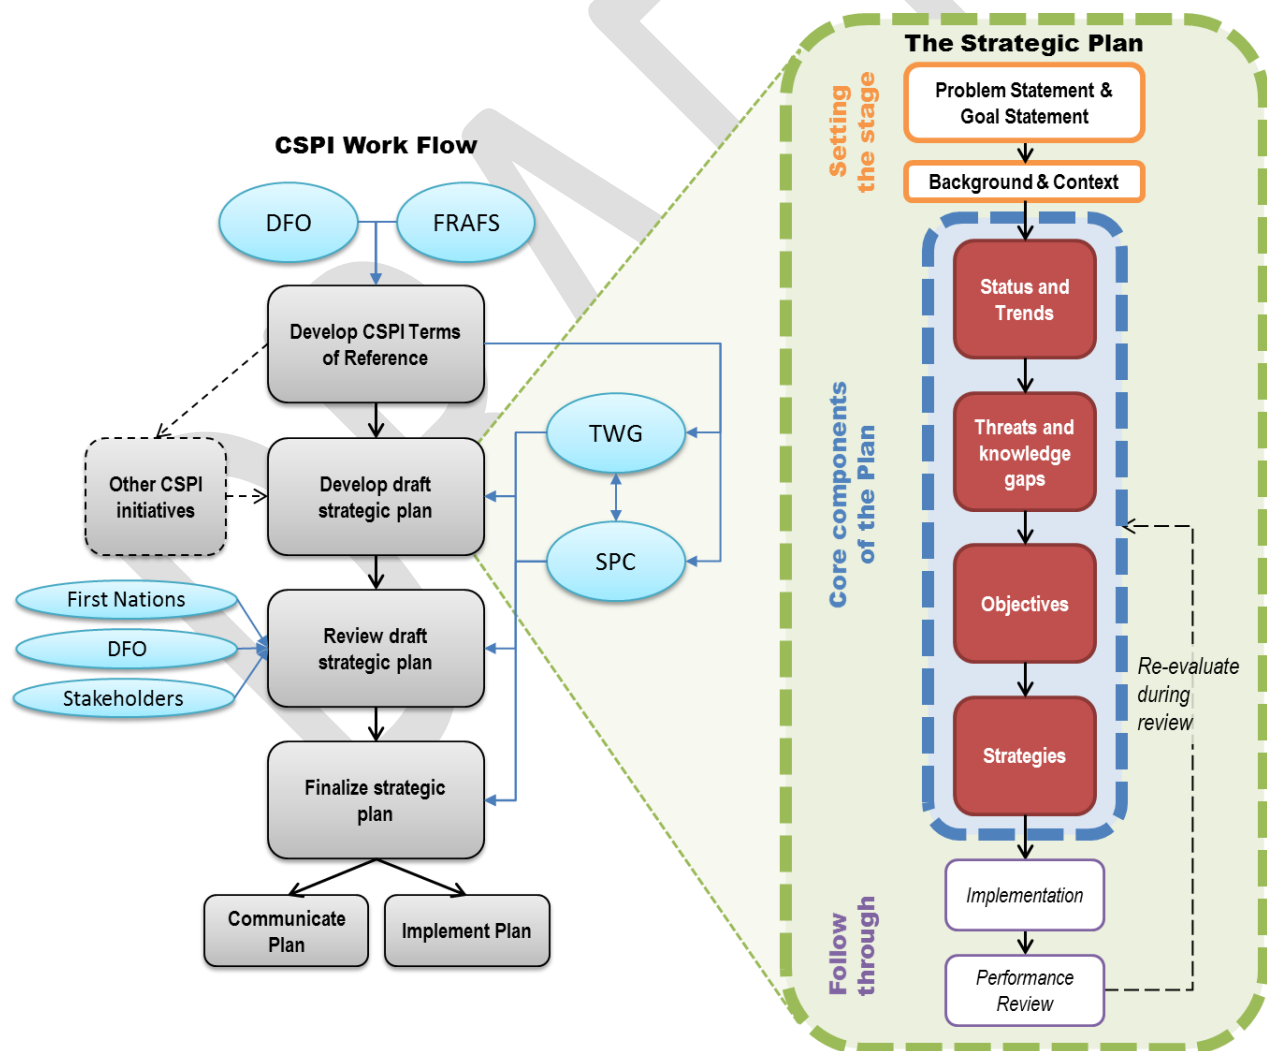 CSPI Work Flow
DFO
FRAFS
Develop CSPI Terms
of Reference
TWG
Other CSPI
initiatives
Develop draft
strategic plan
SPC
First Nations
DFO
Stakeholders
Review draft
strategic plan
Finalize strategic
plan
Communicate
Plan
Implement Plan
The Strategic Plan
Setting
the stage
Problem Statement &
Goal Statement
Background & Context
Core components
of the Plan
Status and
Trends
Threats and
knowledge
gaps
Objectives
Strategies
Re-evaluate
during
review
Follow
through
Implementation
Performance
Review